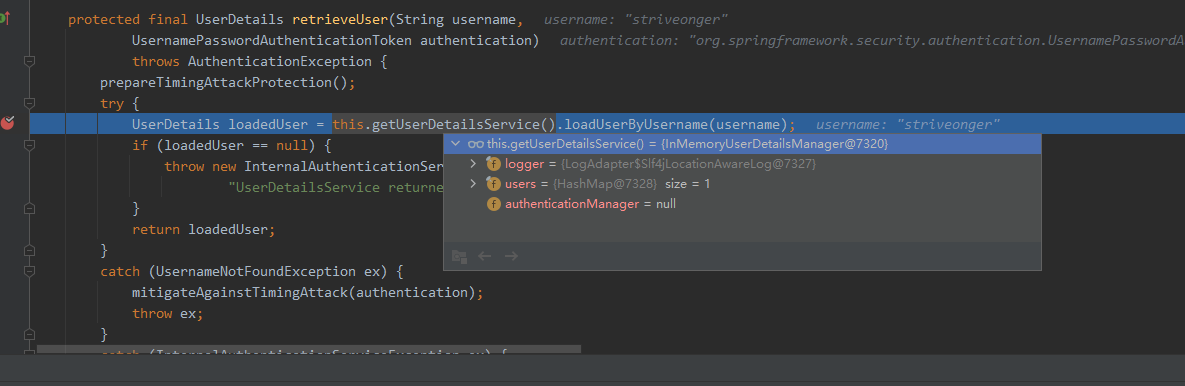 protected final UserDetails retrieveUser(String username,   username: "striveonger"
UsernamePasswordAuthenticationToken authentication)   authentication: "org.springframework.security.authentication.UsernamePasswordA
throws AuthenticationException {
prepareTimingAttackProtection();
try {
UserDetails loadedUser = this.getUserDetailsService().loadUserByUsername(username);   username: "striveonger"
this.getUserDetailsService() = {InMemoryUserDetailsManager@7320}
if (loadedUser == null) {
logger = {LogAdapter$Slf4jLocationAwareLog@7327}
throw new InternalAuthenticationSer
users = {HashMap@7328}  size = 1
"UserDetailsService returne
authenticationManager = null
}
return loadedUser;
}
catch (UsernameNotFoundException ex) {
mitigateAgainstTimingAttack(authentication);
throw ex;
}
catch (InternalAuthenticationServiceException ex) {